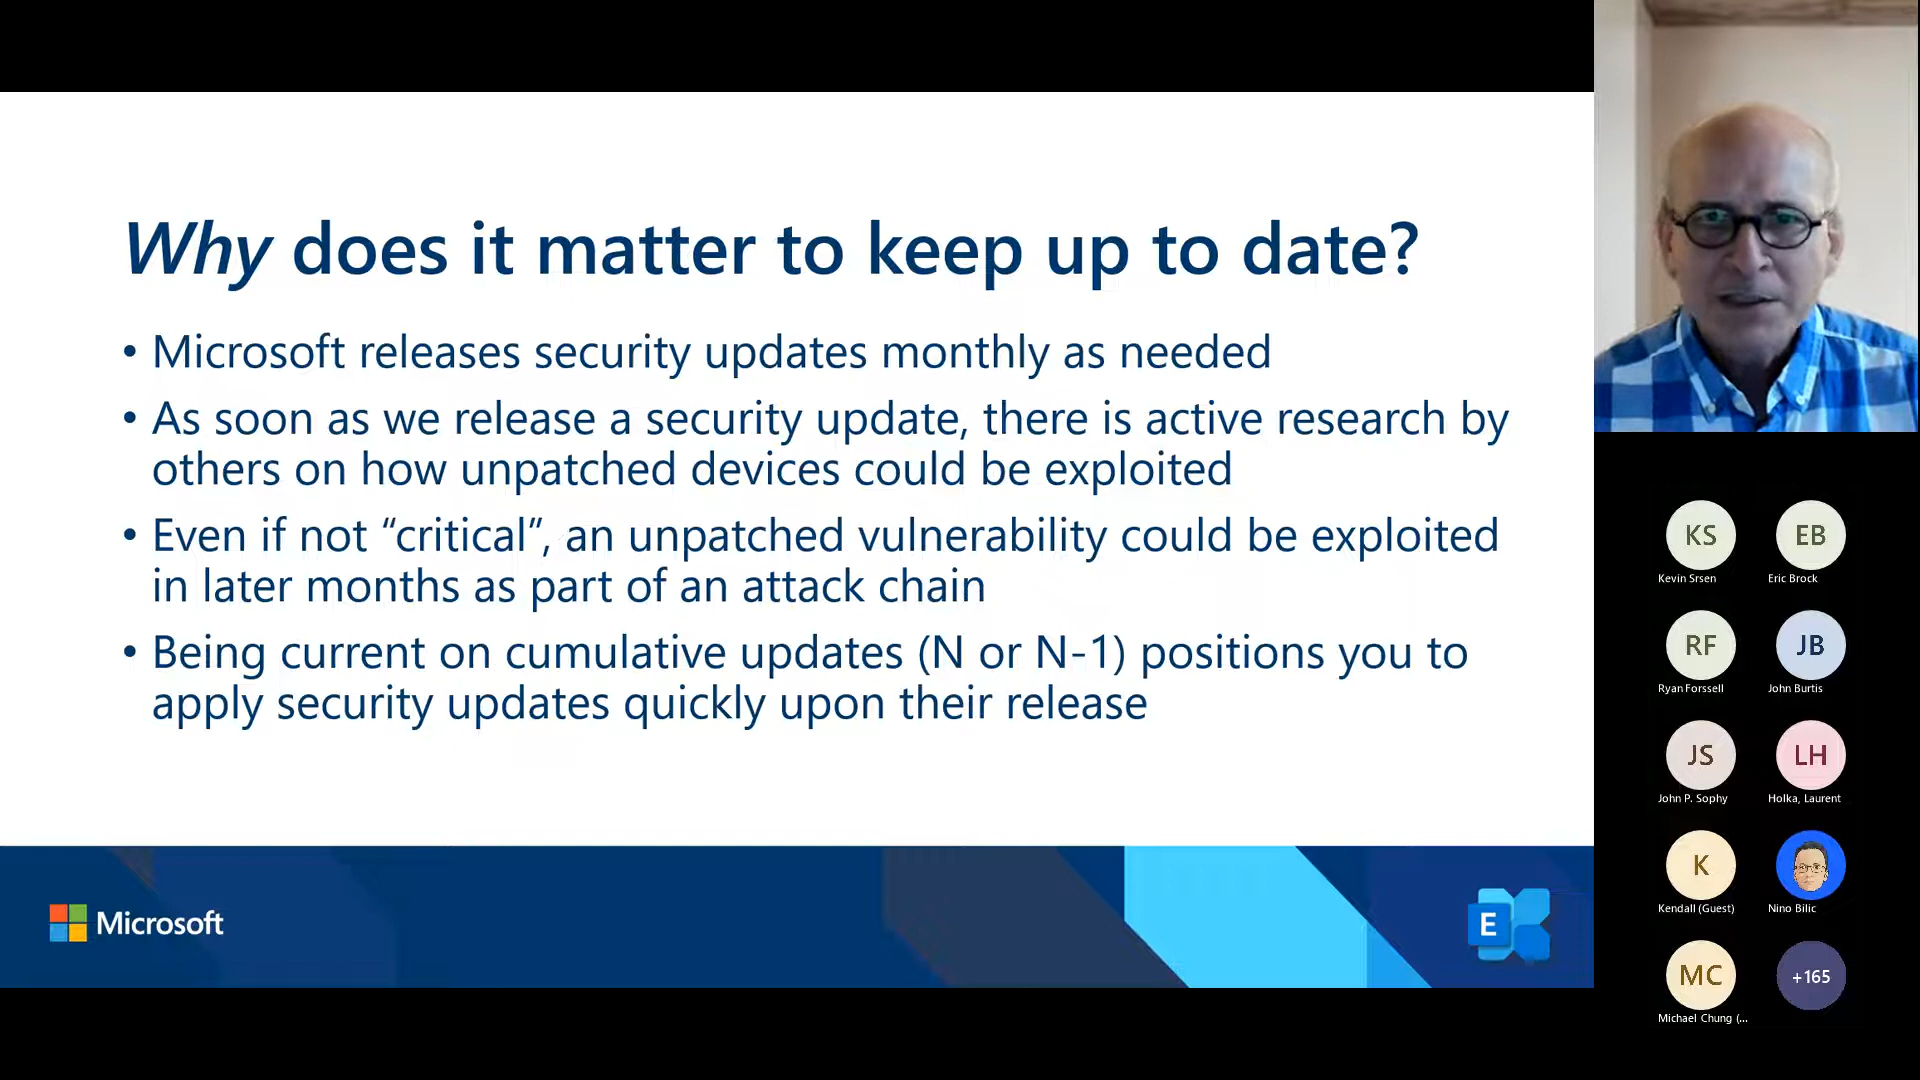 Why does it matter to keep up to date?
• Microsoft releases security updates monthly as needed
• As soon as we release a security update, there is active research by
others on how unpatched devices could be exploited
• Even if not “critical”, an unpatched vulnerability could be exploited
in later months as part of an attack chain
• Being current on cumulative updates (N or N-1) positions you to
apply security updates quickly upon their release
Microsoft
E
KS
EB
Kevin Srsen
Eric Brock
RF
JB
Ryan Forssell
John Burtis
JS
LH
John P. Sophy
Holka, Laurent
K
Kendall (Guest)
Nino Bilic
MC
+165
Michael Chung (...